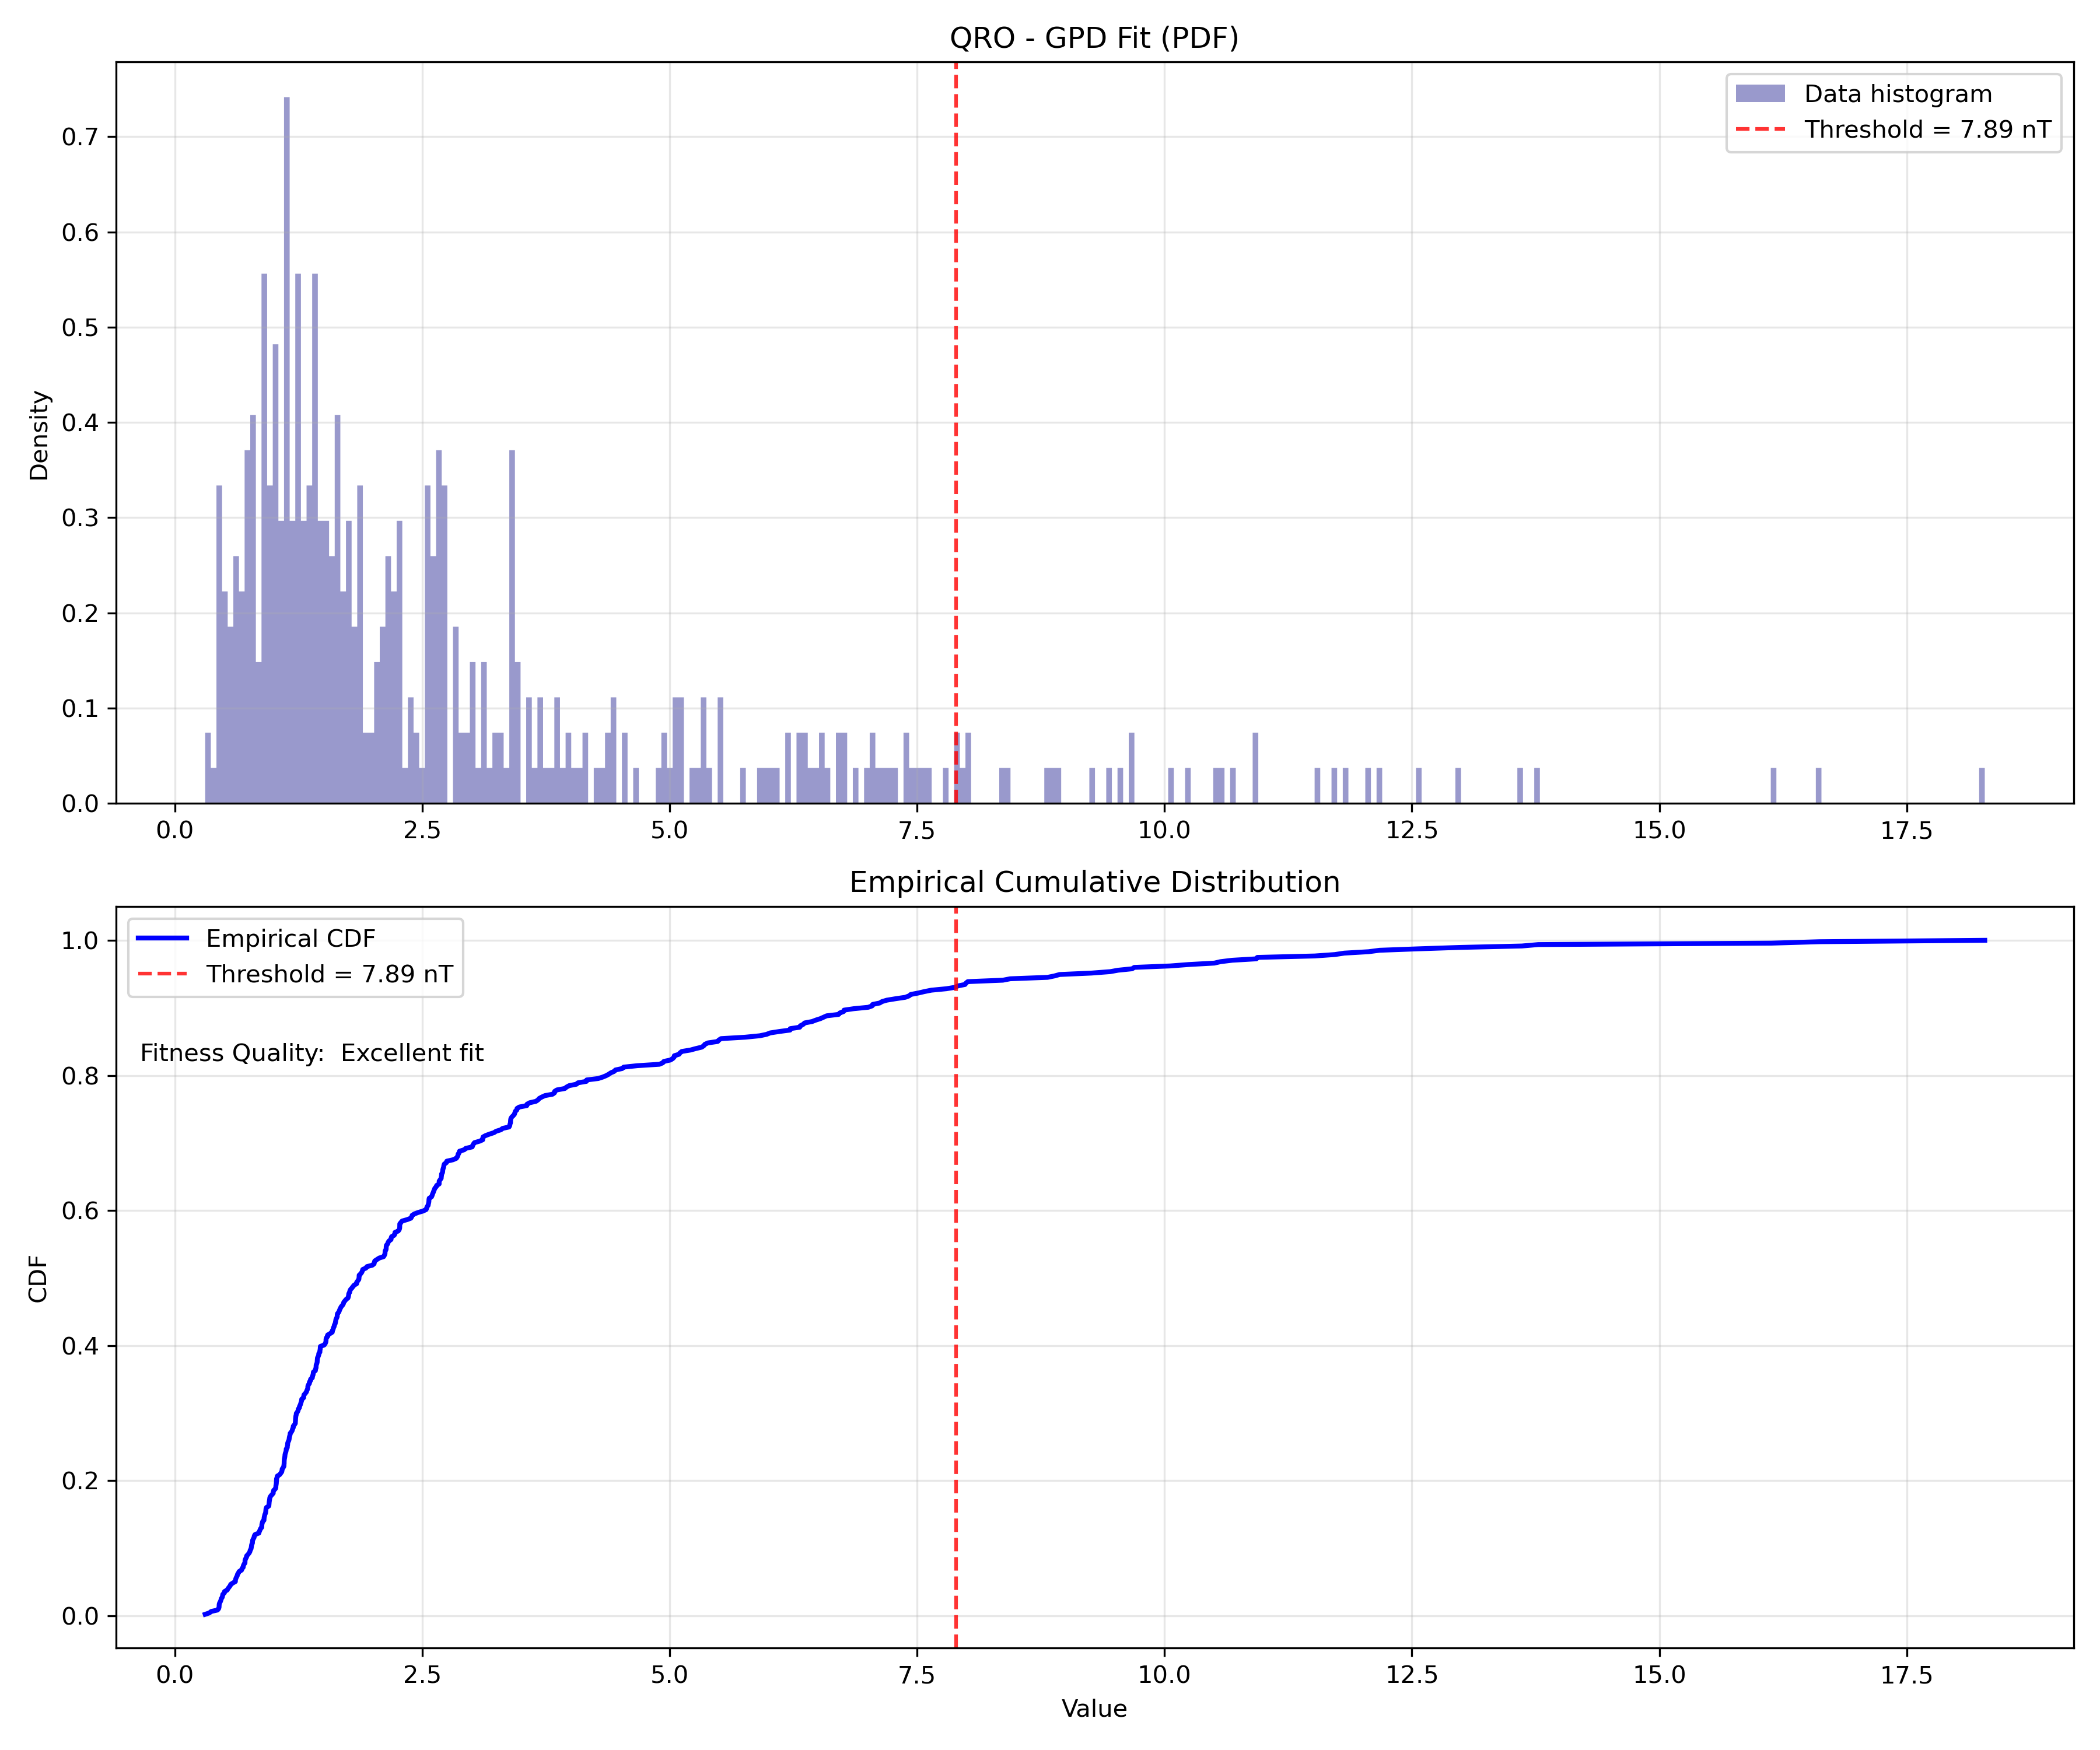 QRO - GPD Fit (PDF)
Data histogram
Threshold = 7.89 nT
Density
0.7
0.6
0.5
0.4
0.3
0.2
0.1
0.0
0.0 2.5 5.0 7.5 10.0 12.5 15.0 17.5
Empirical Cumulative Distribution
Empirical CDF
Threshold = 7.89 nT
Fitness Quality: Excellent fit
CDF
1.0
0.8
0.6
0.4
0.2
0.0
0.0 2.5 5.0 7.5 10.0 12.5 15.0 17.5
Value